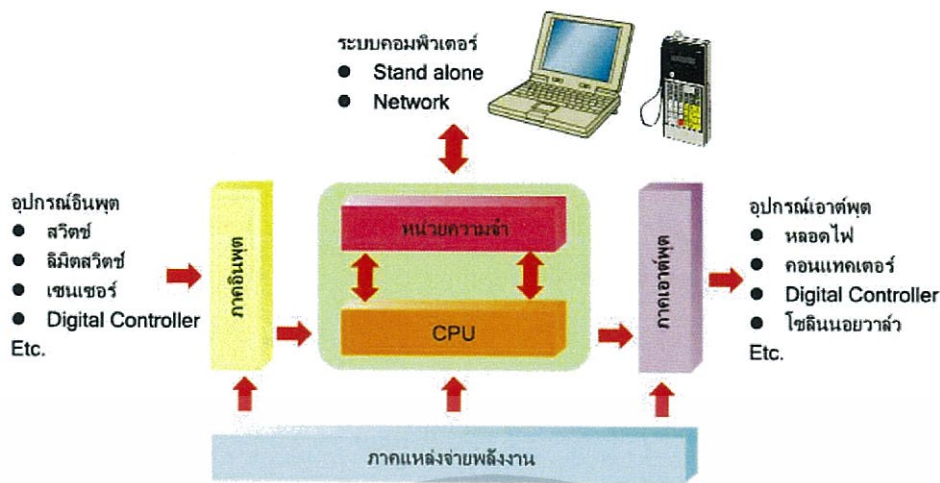 ระบบคอมพิวเตอร์
● Stand alone
● Network
อุปกรณ์อินพุต
● สวิตช์
● ลิมิตสวิตช์
● เซนเซอร์
● Digital Controller
Etc.
ภาคอินพุต
หน่วยความจำ
CPU
ภาคเอาต์พุต
อุปกรณ์เอาต์พุต
● หลอดไฟ
● คอนแทคเตอร์
● Digital Controller
● โซลินนอยวาล์ว
Etc.
ภาคแหล่งจ่ายพลังงาน